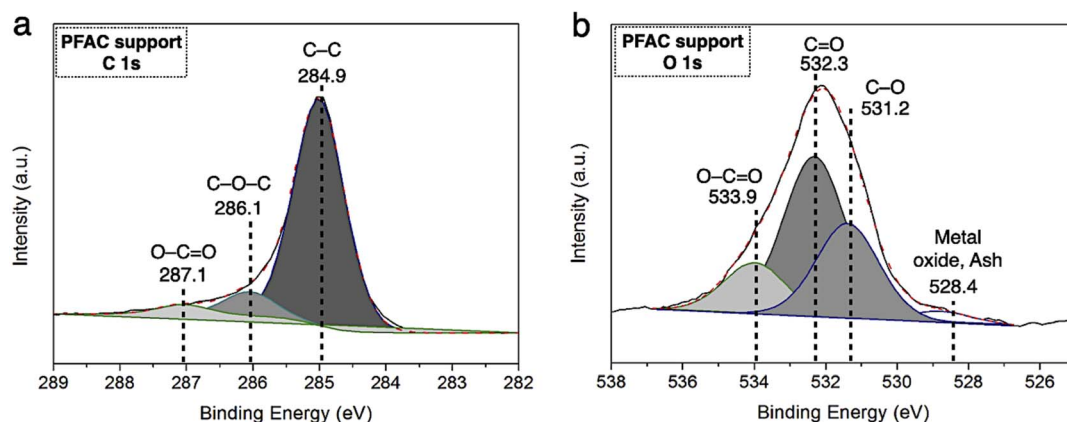 a
PFAC support
C 1s
C–C
284.9
C–O–C
286.1
O–C=O
287.1
Intensity (a.u.)
289
288
287
286
285
284
283
282
Binding Energy (eV)
b
PFAC support
O 1s
C=O
532.3
C–O
531.2
O–C=O
533.9
Metal
oxide, Ash
528.4
Intensity (a.u.)
538
536
534
532
530
528
526
Binding Energy (eV)